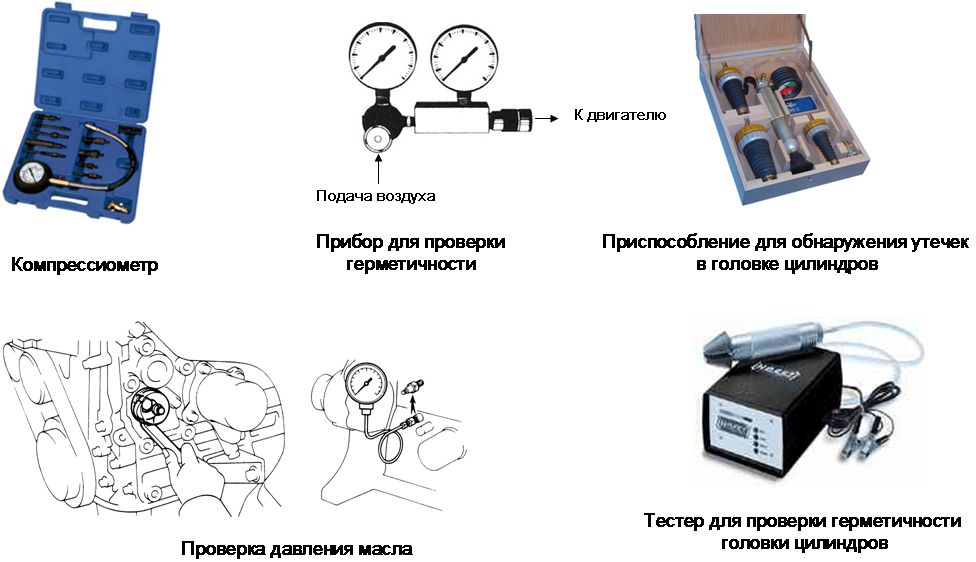 К двигателю
Подача воздуха
Компрессиометр
Прибор для проверки
герметичности
Приспособление для обнаружения утечек
в головке цилиндров
Проверка давления масла
Тестер для проверки герметичности
головки цилиндров